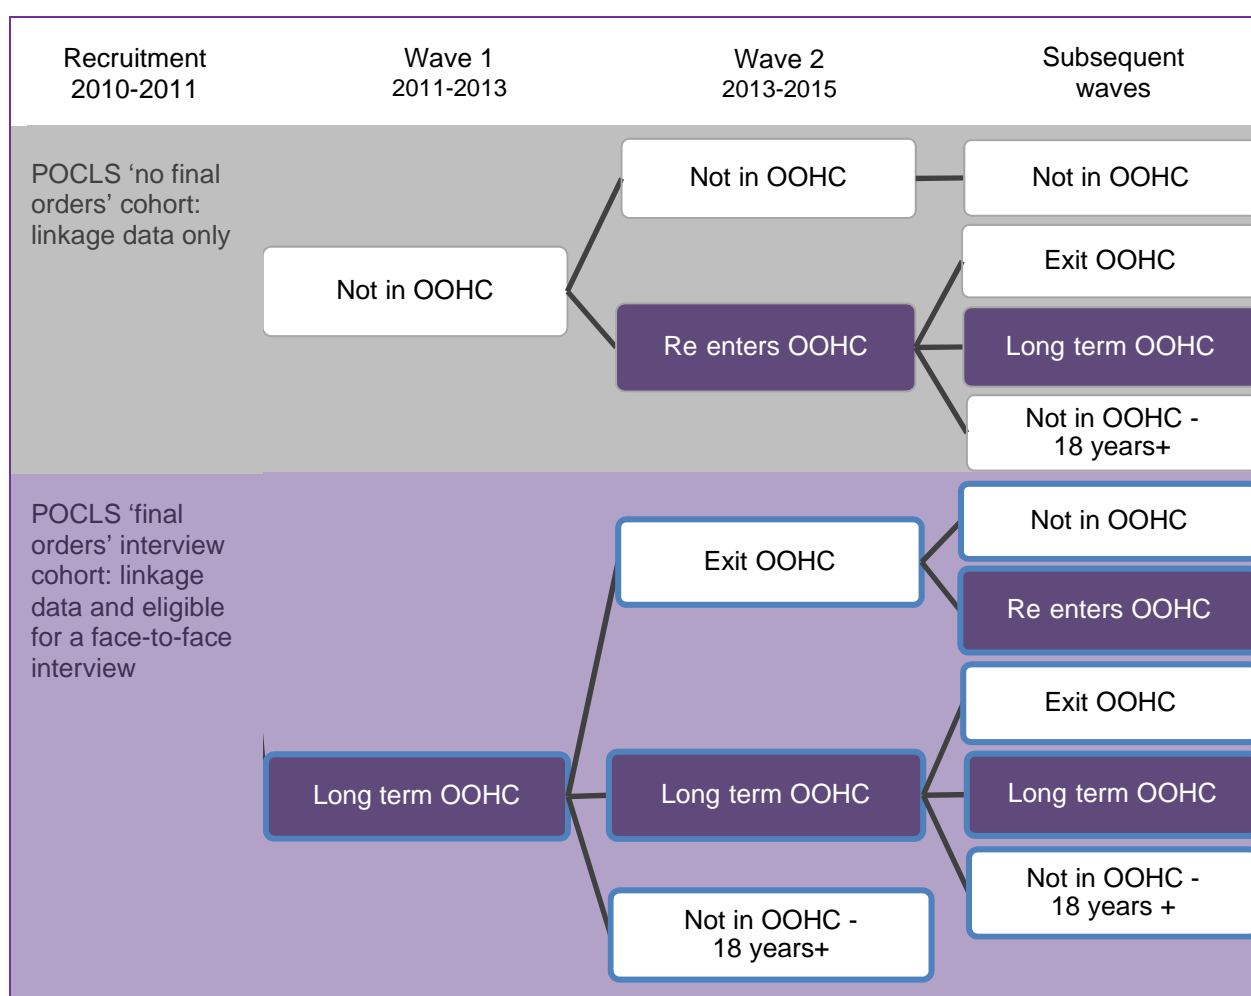 Recruitment
2010-2011
Wave 1
2011-2013
Wave 2
2013-2015
Subsequent
waves
POCLS ‘no final
orders’ cohort:
linkage data only
Not in OOHC
Not in OOHC
Re enters OOHC
Not in OOHC
Exit OOHC
Long term OOHC
Not in OOHC -
18 years+
POCLS ‘final
orders’ interview
cohort: linkage
data and eligible
for a face-to-face
interview
Long term OOHC
Exit OOHC
Long term OOHC
Not in OOHC -
18 years+
Not in OOHC
Re enters OOHC
Exit OOHC
Long term OOHC
Not in OOHC -
18 years +